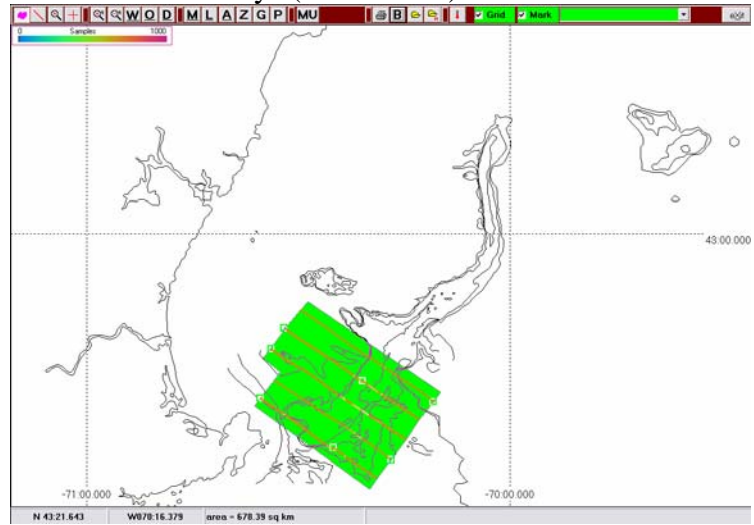 W O D M L A Z G P MU B Grid Mark exit
0 Samples 1000
43:00.000
-71:00.000 -70:00.000
N 43:21.643 W070:16.379 area = 678.39 sq km